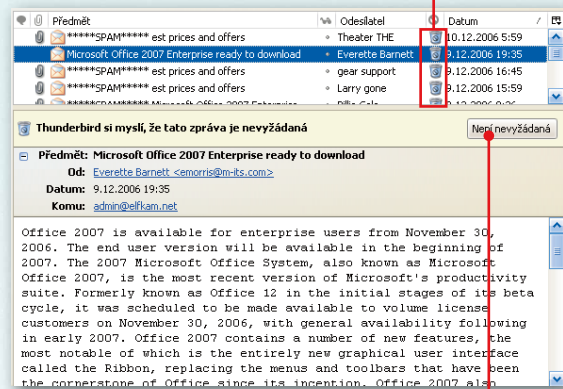 Předmět Odesílatel Datum
*****SPAM***** est prices and offers Theater THE 10.12.2006 5:59
Microsoft Office 2007 Enterprise ready to download Everette Barnett 9.12.2006 19:35
*****SPAM***** est prices and offers gear support 9.12.2006 16:45
*****SPAM***** est prices and offers Larry gone 9.12.2006 15:59
*****SPAM***** Microsoft Office 2007 Enterprise
Thunderbird si myslí, že tato zpráva je nevyžádaná Není nevyžádaná
Předmět: Microsoft Office 2007 Enterprise ready to download
Od: Everette Barnett <emorris@m-its.com>
Datum: 9.12.2006 19:35
Komu: admin@elfkam.net
Office 2007 is available for enterprise users from November 30,
2006. The end user version will be available in the beginning of
2007. The 2007 Microsoft Office System, also known as Microsoft
Office 2007, is the most recent version of Microsoft's productivity
suite. Formerly known as Office 12 in the initial stages of its beta
cycle, it was scheduled to be made available to volume license
customers on November 30, 2006, with general availability following
in early 2007. Office 2007 contains a number of new features, the
most notable of which is the entirely new graphical user interface
called the Ribbon, replacing the menus and toolbars that have been
the cornerstone of Office since its inception. Office 2007 also